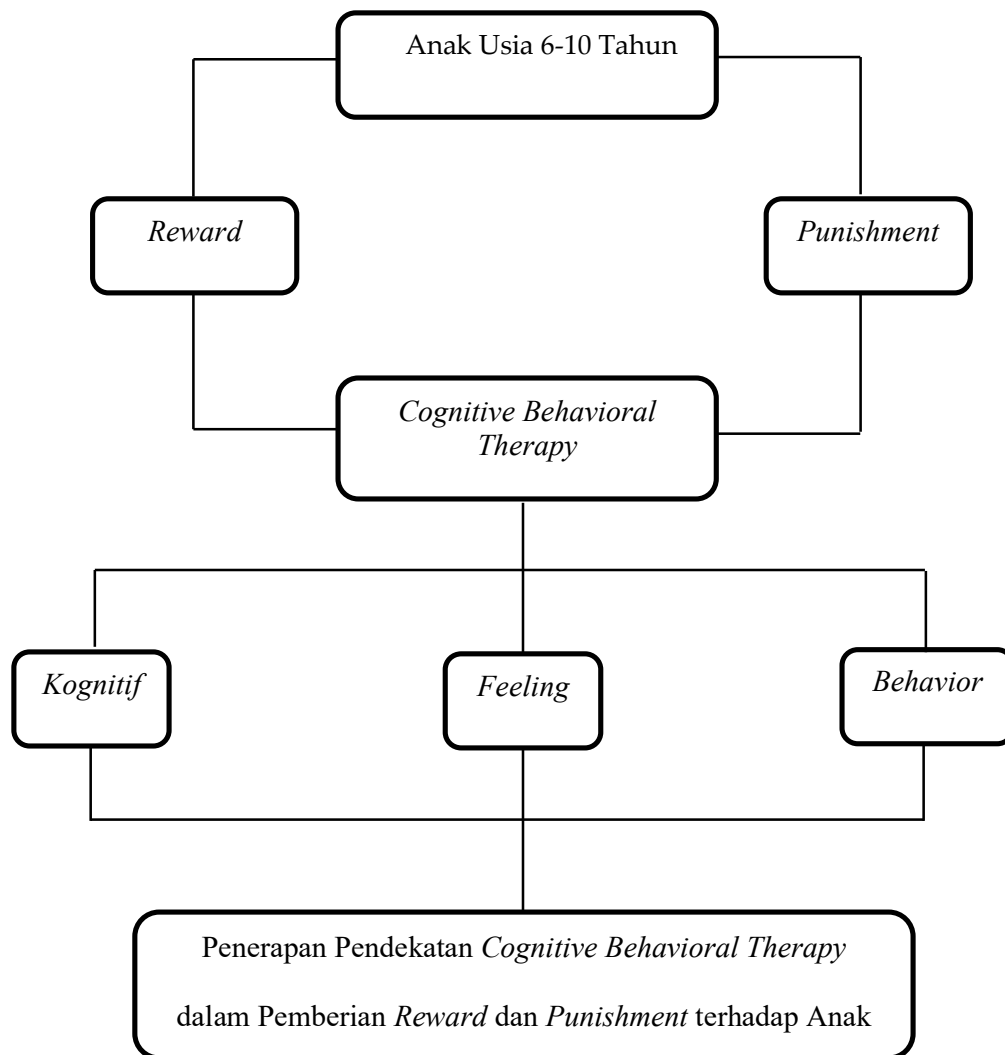 Anak Usia 6-10 Tahun
Reward
Punishment
Cognitive Behavioral
Therapy
Kognitif
Feeling
Behavior
Penerapan Pendekatan Cognitive Behavioral Therapy
dalam Pemberian Reward dan Punishment terhadap Anak